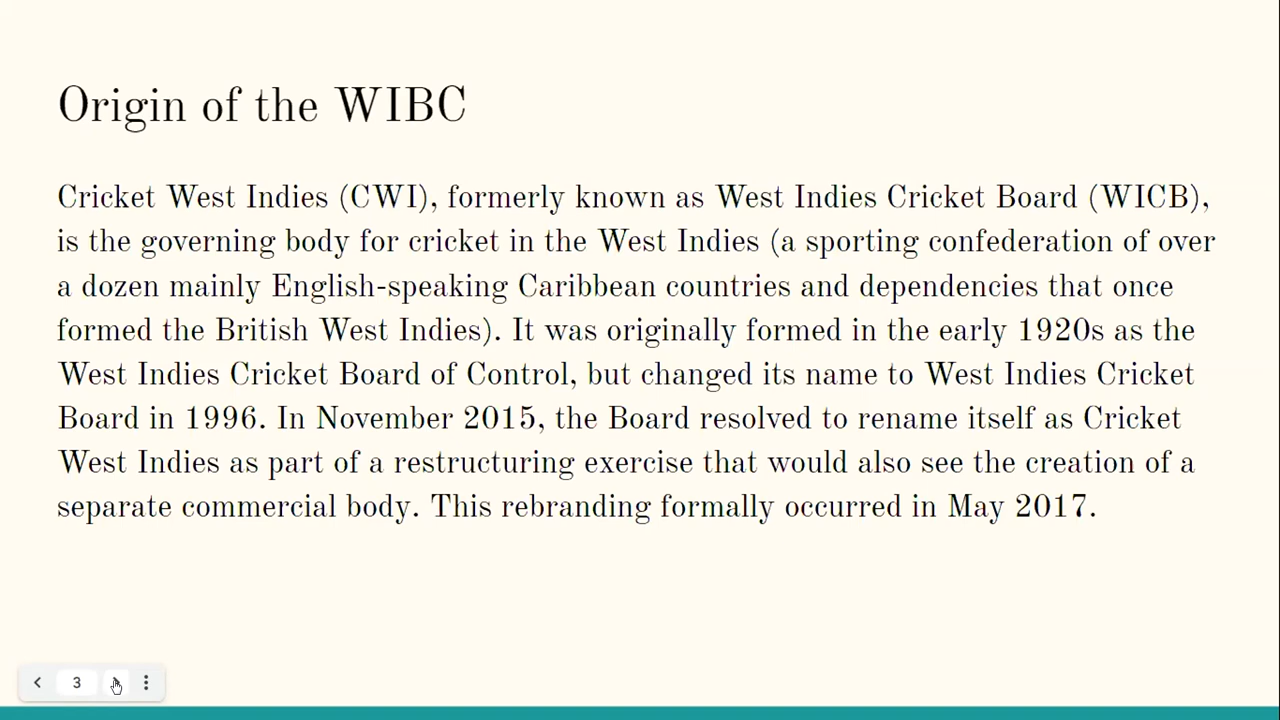 Origin of the WIBC
Cricket West Indies (CWI), formerly known as West Indies Cricket Board (WICB),
is the governing body for cricket in the West Indies (a sporting confederation of over
a dozen mainly English-speaking Caribbean countries and dependencies that once
formed the British West Indies). It was originally formed in the early 1920s as the
West Indies Cricket Board of Control, but changed its name to West Indies Cricket
Board in 1996. In November 2015, the Board resolved to rename itself as Cricket
West Indies as part of a restructuring exercise that would also see the creation of a
separate commercial body. This rebranding formally occurred in May 2017.
3